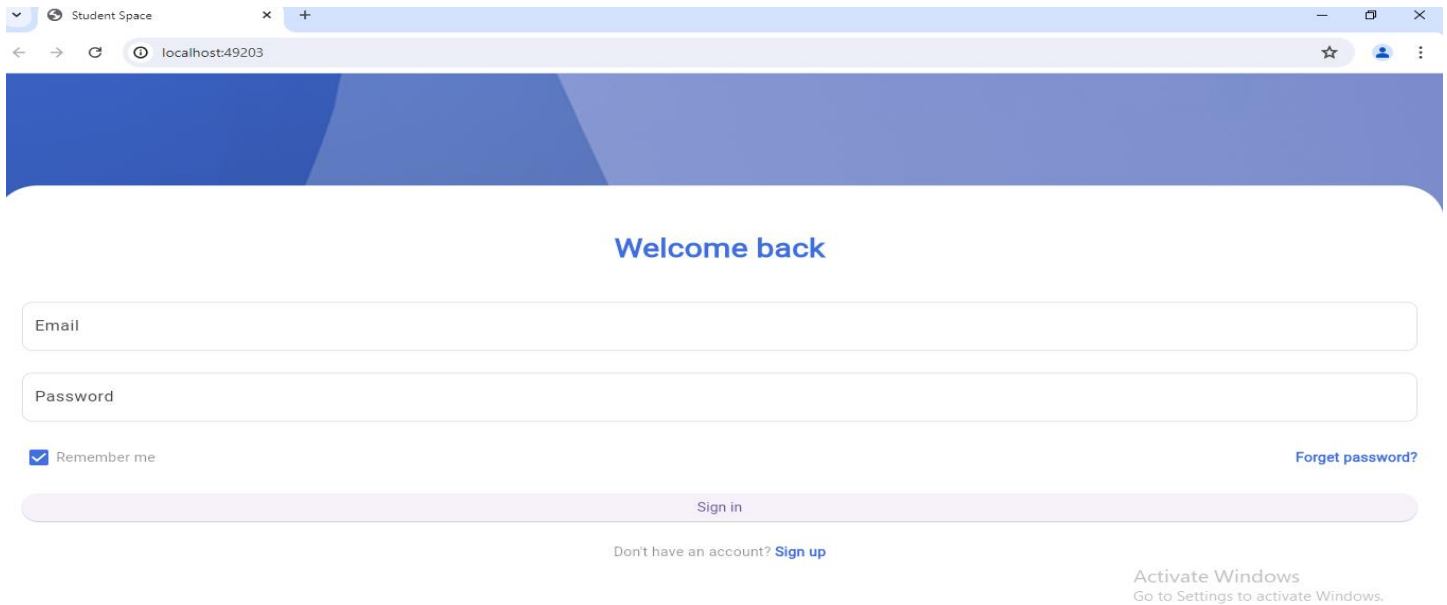 Student Space
localhost:49203
Welcome back
Email
Password
Remember me
Forget password?
Sign in
Don't have an account? Sign up
Activate Windows
Go to Settings to activate Windows.